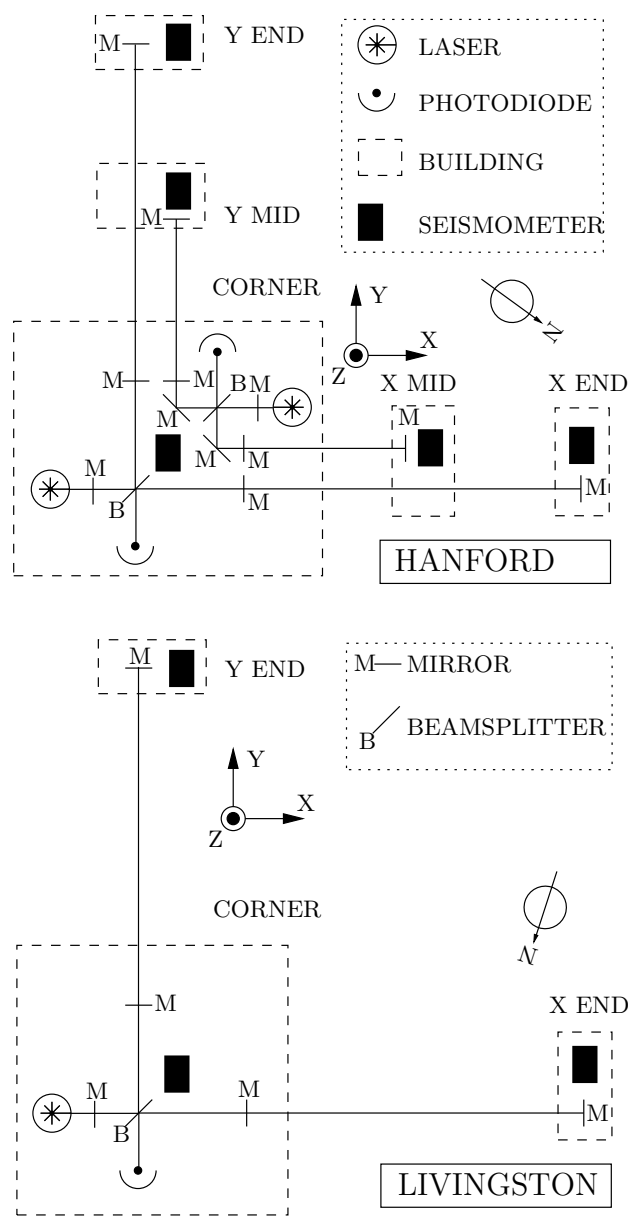 M
Y END
LASER
PHOTODIODE
BUILDING
SEISMOMETER
M
Y MID
CORNER
Y
X
Z
N
X MID
X END
M
M
B
M
M
M
M
M
M
B
M
M
HANFORD
M
Y END
M
MIRROR
B
BEAMSPLITTER
Y
X
Z
CORNER
N
M
X END
M
M
B
M
LIVINGSTON